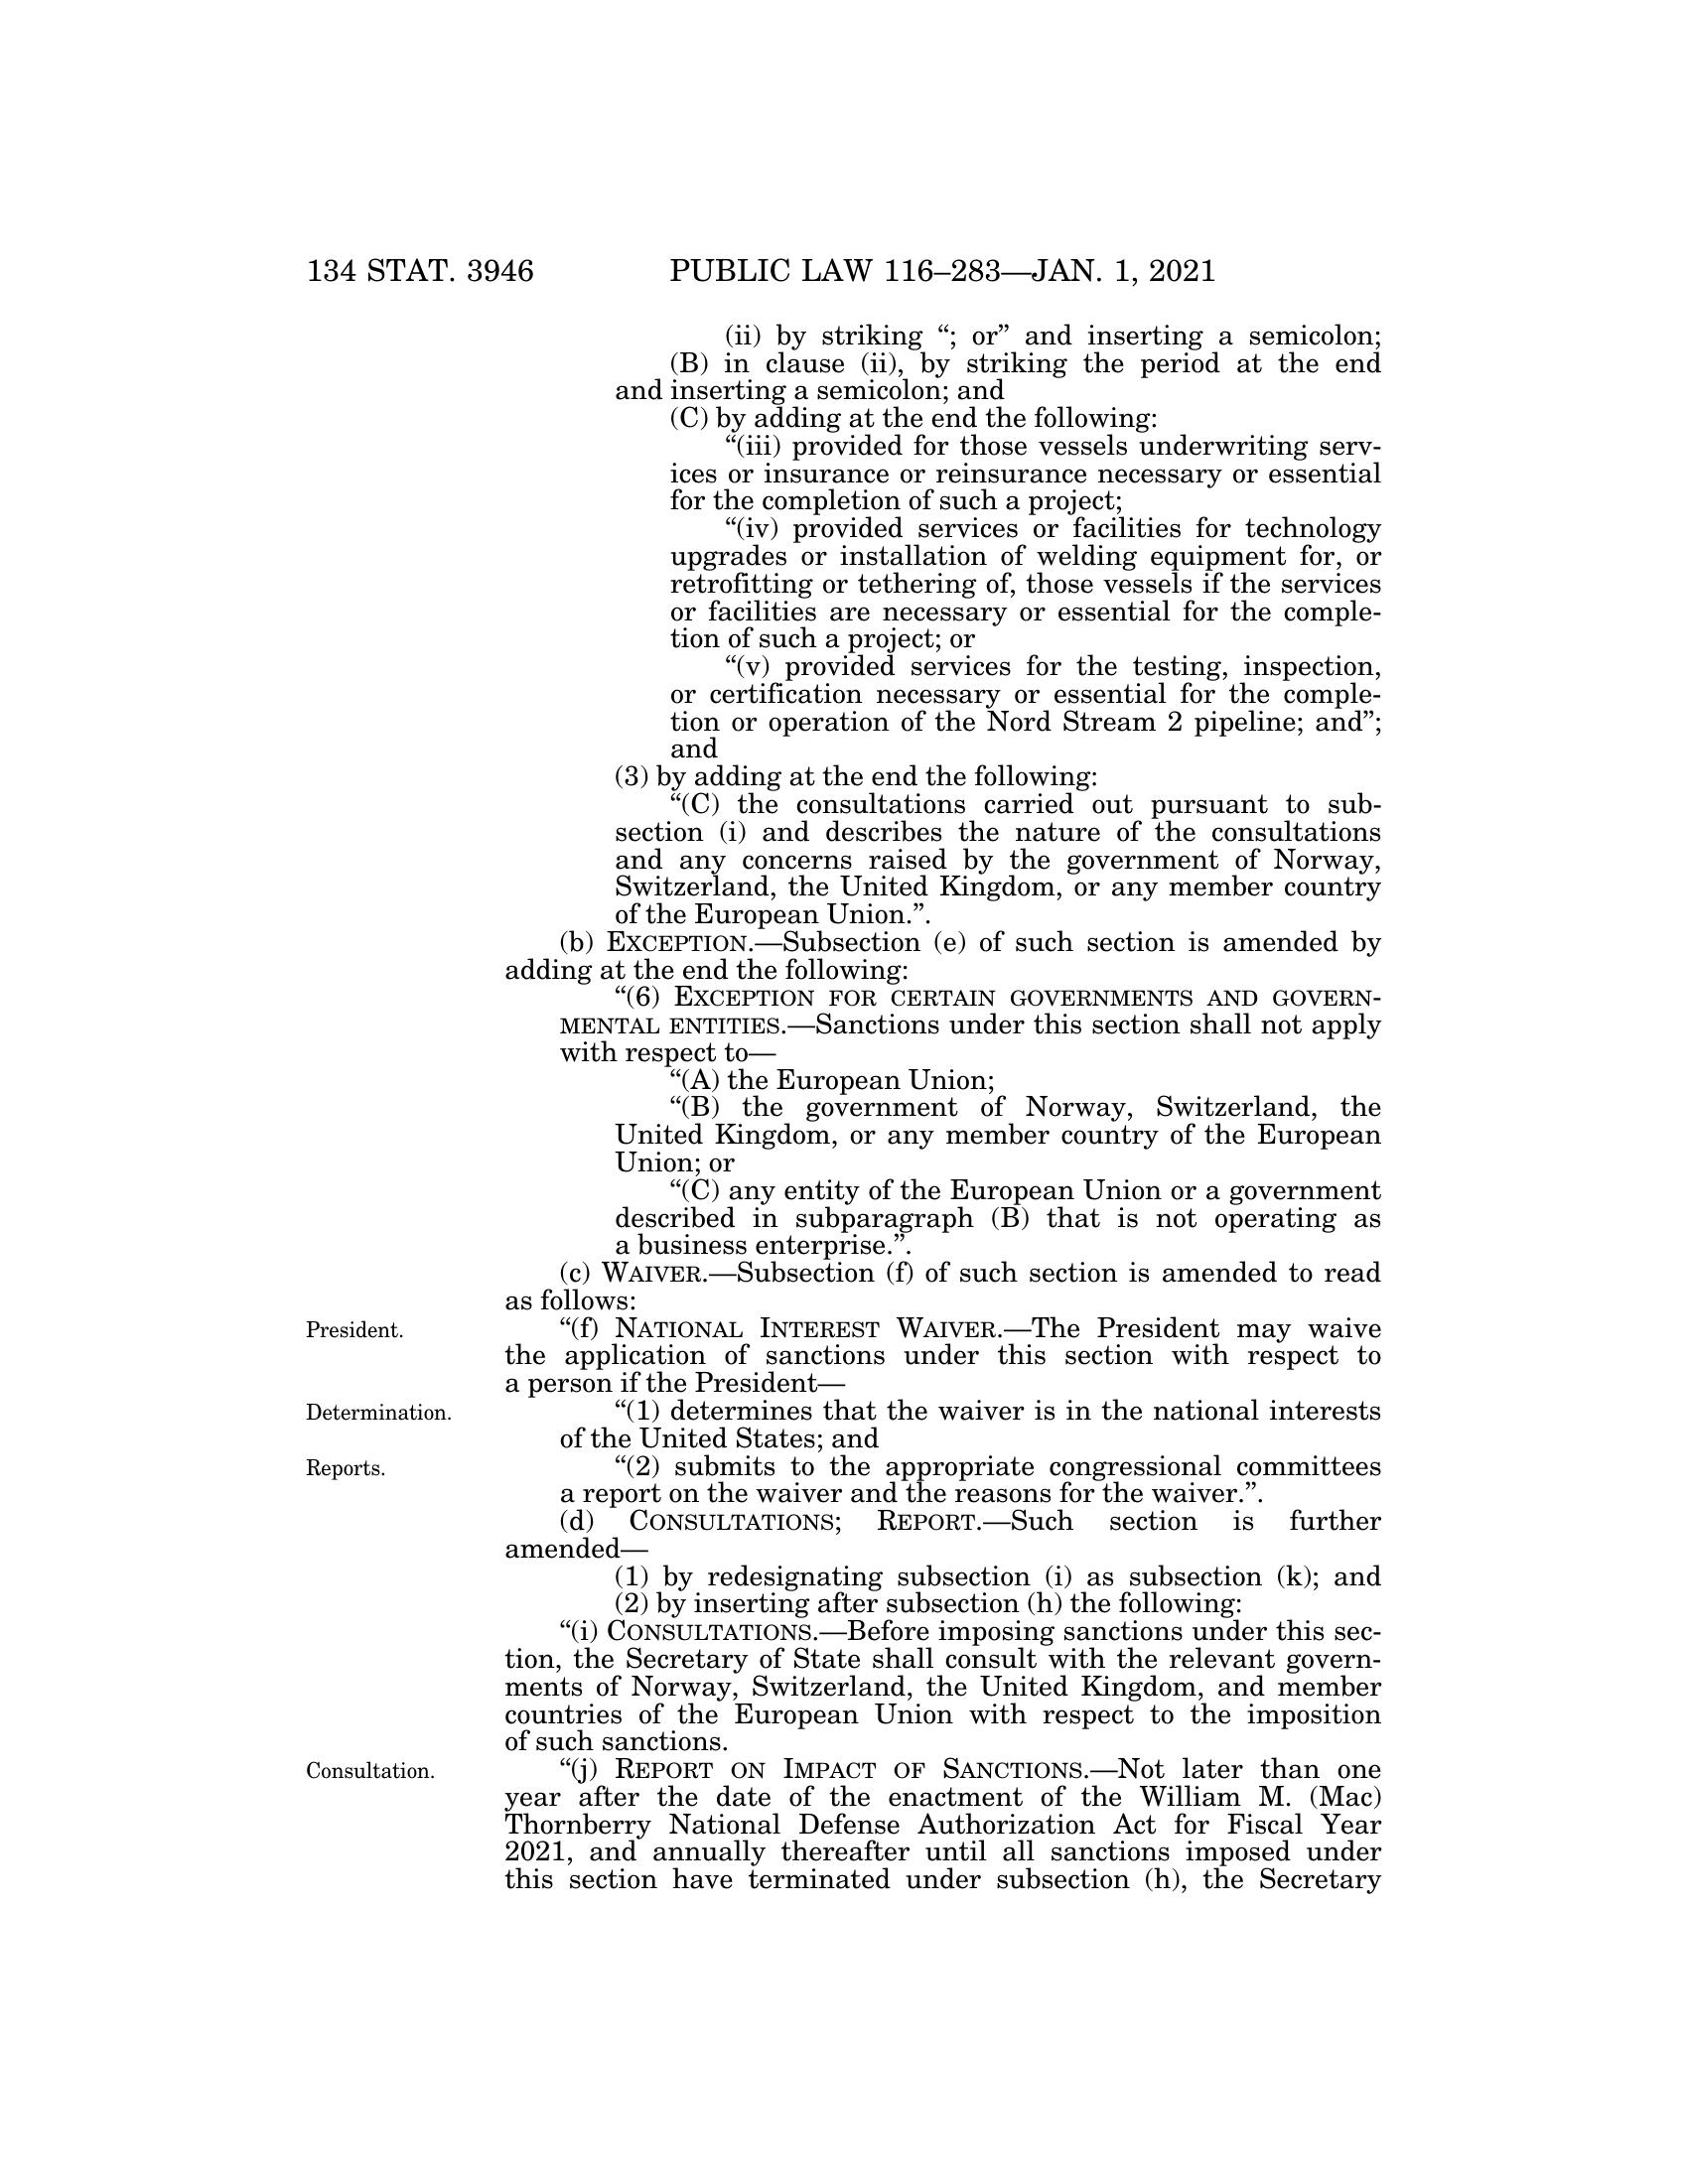 134 STAT. 3946 PUBLIC LAW 116–283—JAN. 1, 2021
(ii) by striking “; or” and inserting a semicolon;
(B) in clause (ii), by striking the period at the end
and inserting a semicolon; and
(C) by adding at the end the following:
“(iii) provided for those vessels underwriting serv-
ices or insurance or reinsurance necessary or essential
for the completion of such a project;
“(iv) provided services or facilities for technology
upgrades or installation of welding equipment for, or
retrofitting or tethering of, those vessels if the services
or facilities are necessary or essential for the comple-
tion of such a project; or
“(v) provided services for the testing, inspection,
or certification necessary or essential for the comple-
tion or operation of the Nord Stream 2 pipeline; and”;
and
(3) by adding at the end the following:
“(C) the consultations carried out pursuant to sub-
section (i) and describes the nature of the consultations
and any concerns raised by the government of Norway,
Switzerland, the United Kingdom, or any member country
of the European Union.”.
(b) EXCEPTION.—Subsection (e) of such section is amended by
adding at the end the following:
“(6) EXCEPTION FOR CERTAIN GOVERNMENTS AND GOVERN-
MENTAL ENTITIES.—Sanctions under this section shall not apply
with respect to—
“(A) the European Union;
“(B) the government of Norway, Switzerland, the
United Kingdom, or any member country of the European
Union; or
“(C) any entity of the European Union or a government
described in subparagraph (B) that is not operating as
a business enterprise.”.
(c) WAIVER.—Subsection (f) of such section is amended to read
as follows:
President.
“(f) NATIONAL INTEREST WAIVER.—The President may waive
the application of sanctions under this section with respect to
a person if the President—
Determination.
“(1) determines that the waiver is in the national interests
of the United States; and
Reports.
“(2) submits to the appropriate congressional committees
a report on the waiver and the reasons for the waiver.”.
(d) CONSULTATIONS; REPORT.—Such section is further
amended—
(1) by redesignating subsection (i) as subsection (k); and
(2) by inserting after subsection (h) the following:
“(i) CONSULTATIONS.—Before imposing sanctions under this sec-
tion, the Secretary of State shall consult with the relevant govern-
ments of Norway, Switzerland, the United Kingdom, and member
countries of the European Union with respect to the imposition
of such sanctions.
Consultation.
“(j) REPORT ON IMPACT OF SANCTIONS.—Not later than one
year after the date of the enactment of the William M. (Mac)
Thornberry National Defense Authorization Act for Fiscal Year
2021, and annually thereafter until all sanctions imposed under
this section have terminated under subsection (h), the Secretary